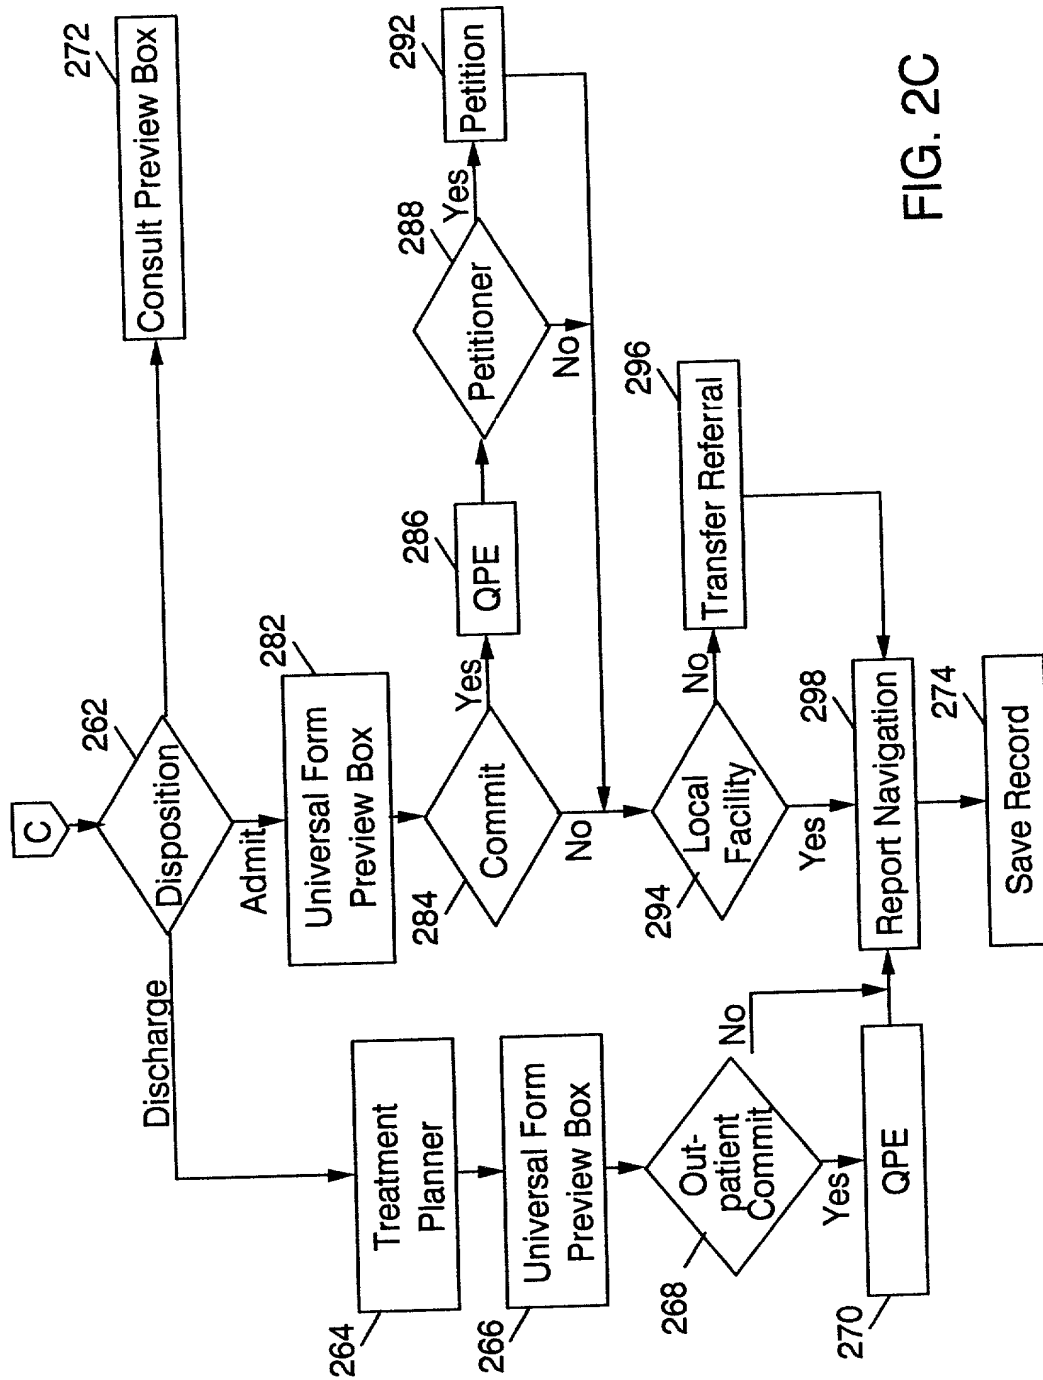 C
262
Disposition
272
Consult Preview Box
Discharge
Admit
282
Universal Form
Preview Box
264
Treatment
Planner
284
Commit
Yes
286
QPE
288
Petitioner
Yes
292
Petition
No
No
266
Universal Form
Preview Box
294
Local
Facility
No
296
Transfer Referral
Yes
268
Out-
patient
Commit
No
Yes
270
QPE
298
Report Navigation
274
Save Record
FIG. 2C